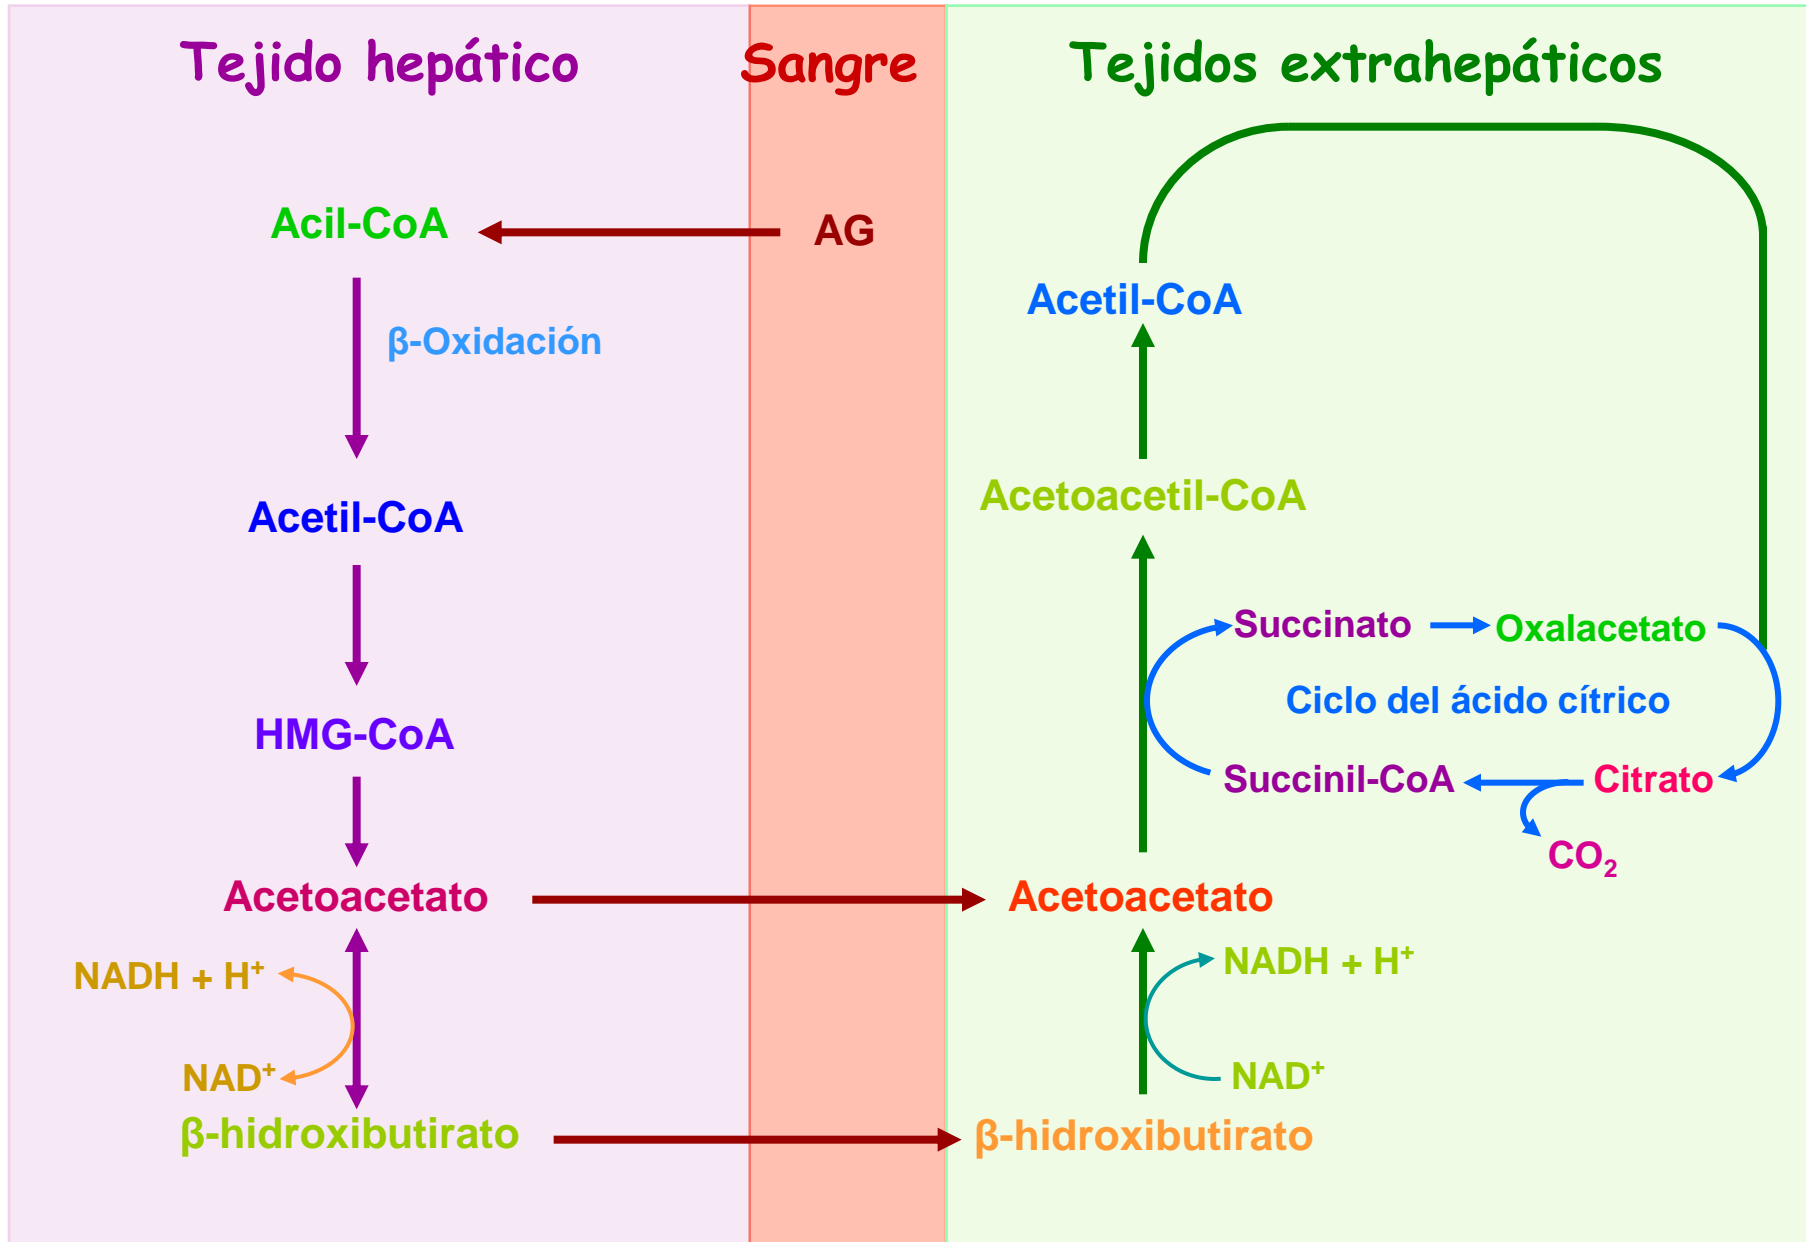 Tejido hepático
Sangre
Tejidos extrahepáticos
Acil-CoA
AG
β-Oxidación
Acetil-CoA
HMG-CoA
Acetoacetato
NADH + H⁺
NAD⁺
β-hidroxibutirato
Acetil-CoA
Acetoacetil-CoA
Succinato
Oxalacetato
Ciclo del ácido cítrico
Succinil-CoA
Citrato
CO₂
Acetoacetato
NADH + H⁺
NAD⁺
β-hidroxibutirato